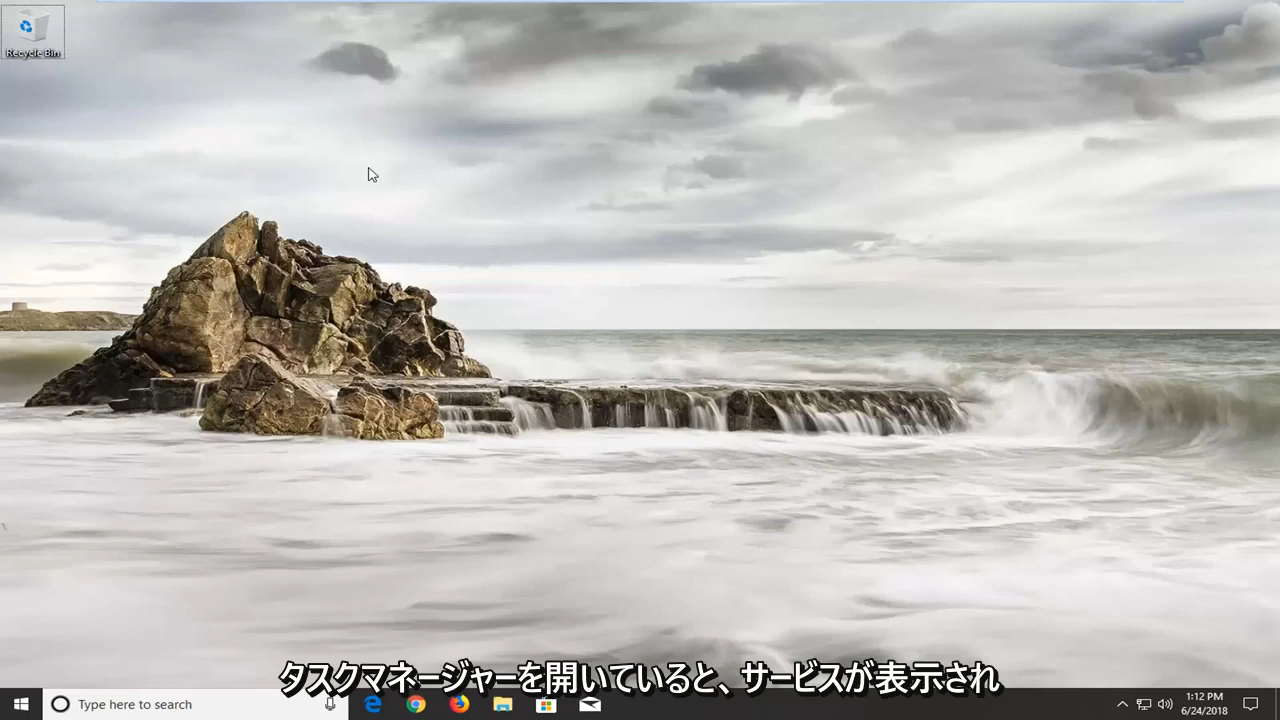 Recycle Bin
タスクマネージャーを開いていると、サービスが表示され
Type here to search
1:12 PM
6/24/2018